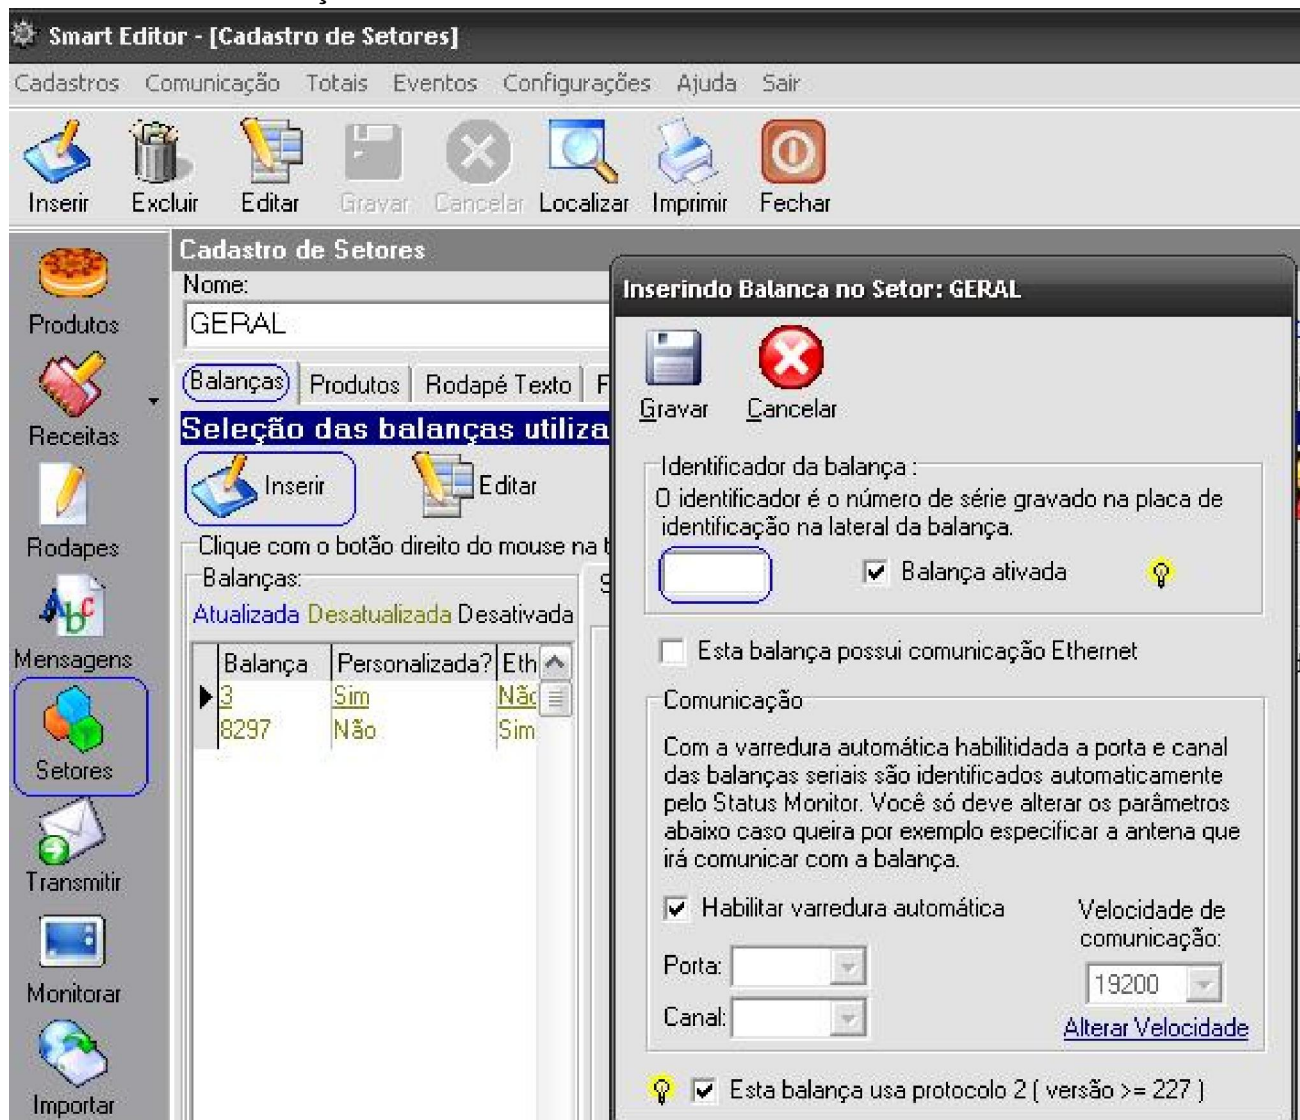 Smart Editor - [Cadastro de Setores]
Cadastros Comunicação Totais Eventos Configurações Ajuda Sair
Inserir Excluir Editar Gravar Cancelar Localizar Imprimir Fechar
Produtos
Receitas
Rodapes
Mensagens
Setores
Transmitir
Monitorar
Importar
Cadastro de Setores
Nome:
GERAL
Balanças Produtos Rodapé Texto F
Seleção das balanças utiliza
Inserir Editar
Clique com o botão direito do mouse na b
Balanças:
Atualizada Desatualizada Desativada
Balança Personalizada? Eth
3 Sim Não
8297 Não Sim
Inserindo Balanca no Setor: GERAL
Gravar Cancelar
Identificador da balança :
O identificador é o número de série gravado na placa de
identificação na lateral da balança.
Balança ativada
Esta balança possui comunicação Ethernet
Comunicação
Com a varredura automática habilitidada a porta e canal
das balanças seriais são identificados automaticamente
pelo Status Monitor. Você só deve alterar os parâmetros
abaixo caso queira por exemplo especificar a antena que
irá comunicar com a balança.
Habilitar varredura automática
Velocidade de
comunicação:
Porta:
19200
Canal:
Alterar Velocidade
Esta balança usa protocolo 2 ( versão >= 227 )